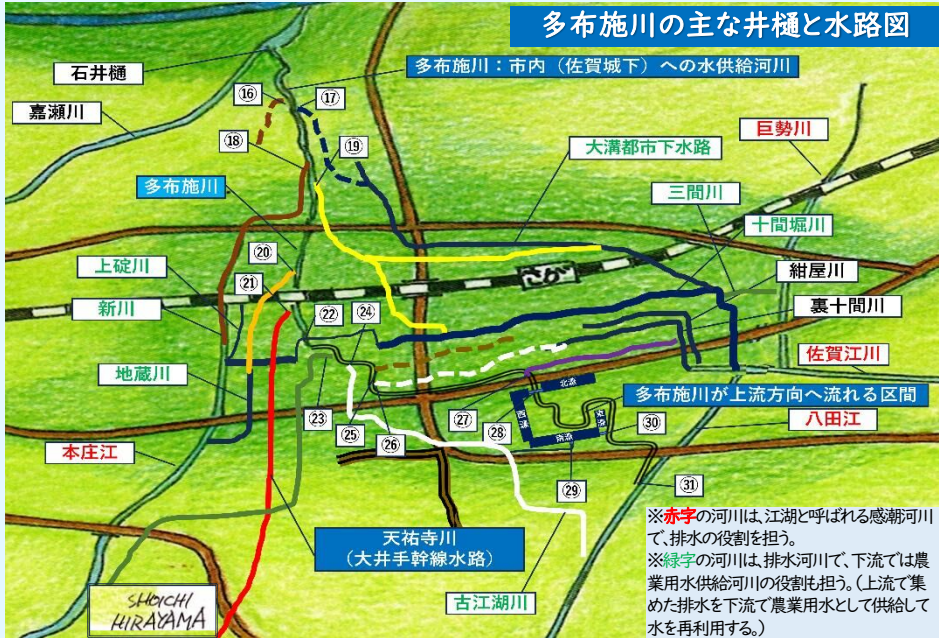 多布施川の主な井樋と水路図
石井樋
多布施川：市内（佐賀城下）への水供給河川
嘉瀬川
⑯
⑰
⑱
⑲
巨勢川
大溝都市下水路
多布施川
三間川
十間堀川
⑳
上碇川
㉑
さが
紺屋川
新川
㉒
㉔
裏十間川
地蔵川
佐賀江川
北濠
多布施川が上流方向へ流れる区間
西濠
東濠
南濠
㉓
㉕
㉖
㉗
㉘
㉚
八田江
本庄江
㉙
㉛
天祐寺川
（大井手幹線水路）
古江湖川
SHOICHI
HIRAYAMA
※赤字の河川は、江湖と呼ばれる感潮河川
で、排水の役割を担う。
※緑字の河川は、排水河川で、下流では農
業用水供給河川の役割も担う。（上流で集
めた排水を下流で農業用水として供給して
水を再利用する。）